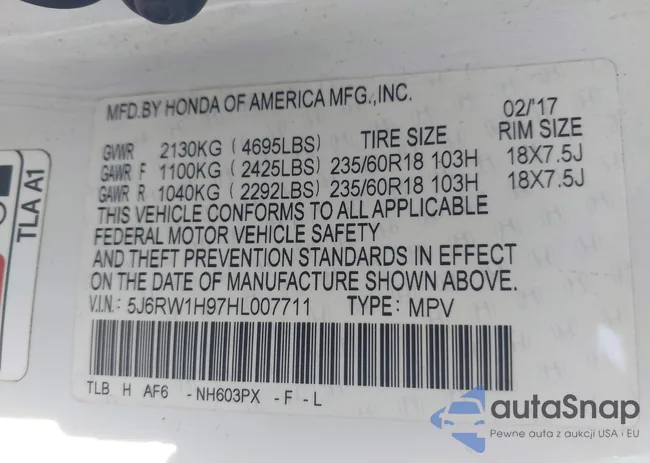 MFD.BY HONDA OF AMERICA MFG.,INC.
02/'17
GVWR 2130KG (4695LBS) TIRE SIZE RIM SIZE
GAWR F 1100KG (2425LBS) 235/60R18 103H 18X7.5J
GAWR R 1040KG (2292LBS) 235/60R18 103H 18X7.5J
THIS VEHICLE CONFORMS TO ALL APPLICABLE
FEDERAL MOTOR VEHICLE SAFETY
AND THEFT PREVENTION STANDARDS IN EFFECT
ON THE DATE OF MANUFACTURE SHOWN ABOVE.
V.I.N.: 5J6RW1H97HL007711 TYPE: MPV
TLB H AF6 -NH603PX -F -L
TLA A1
autaSnap
Pewne auta z aukcji USA i EU